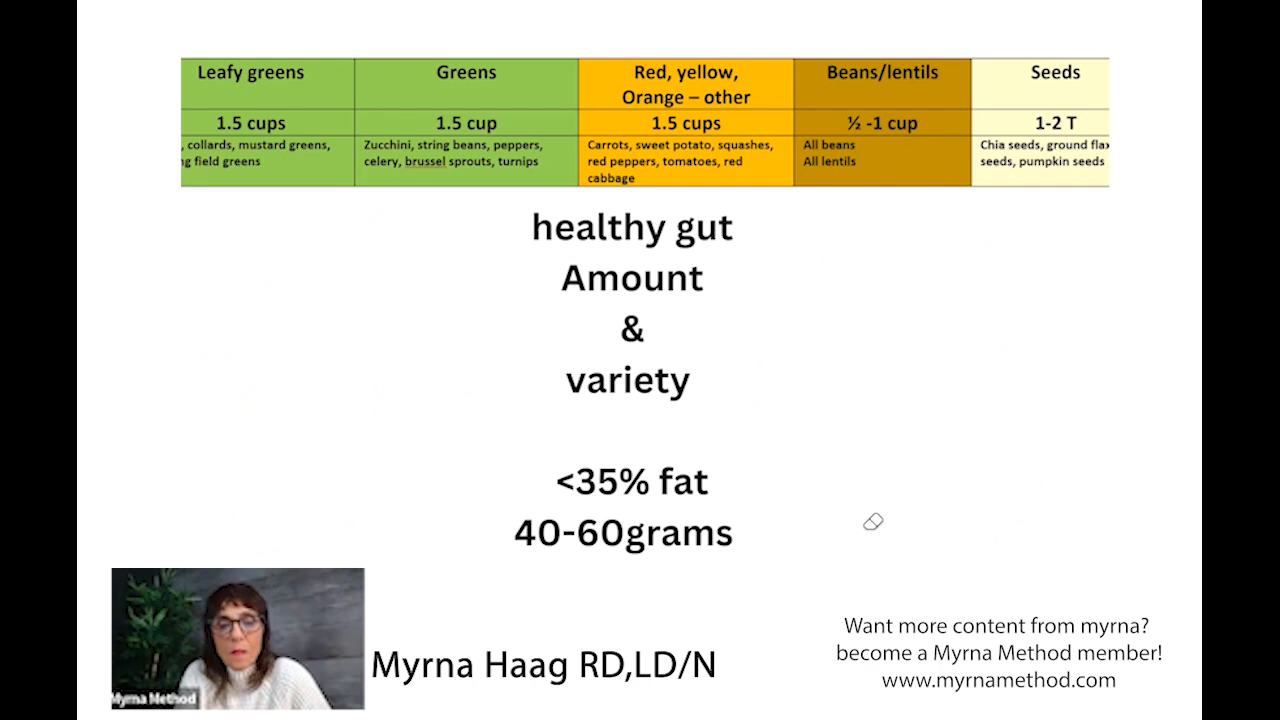 Leafy greens
Greens
Red, yellow,
Orange – other
Beans/lentils
Seeds
1.5 cups
1.5 cup
1.5 cups
½ -1 cup
1-2 T
, collards, mustard greens,
field greens
Zucchini, string beans, peppers,
celery, brussel sprouts, turnips
Carrots, sweet potato, squashes,
red peppers, tomatoes, red
cabbage
All beans
All lentils
Chia seeds, ground flax
seeds, pumpkin seeds
healthy gut
Amount
&
variety
<35% fat
40-60grams
Myrna Method
Myrna Haag RD,LD/N
Want more content from myrna?
become a Myrna Method member!
www.myrnamethod.com